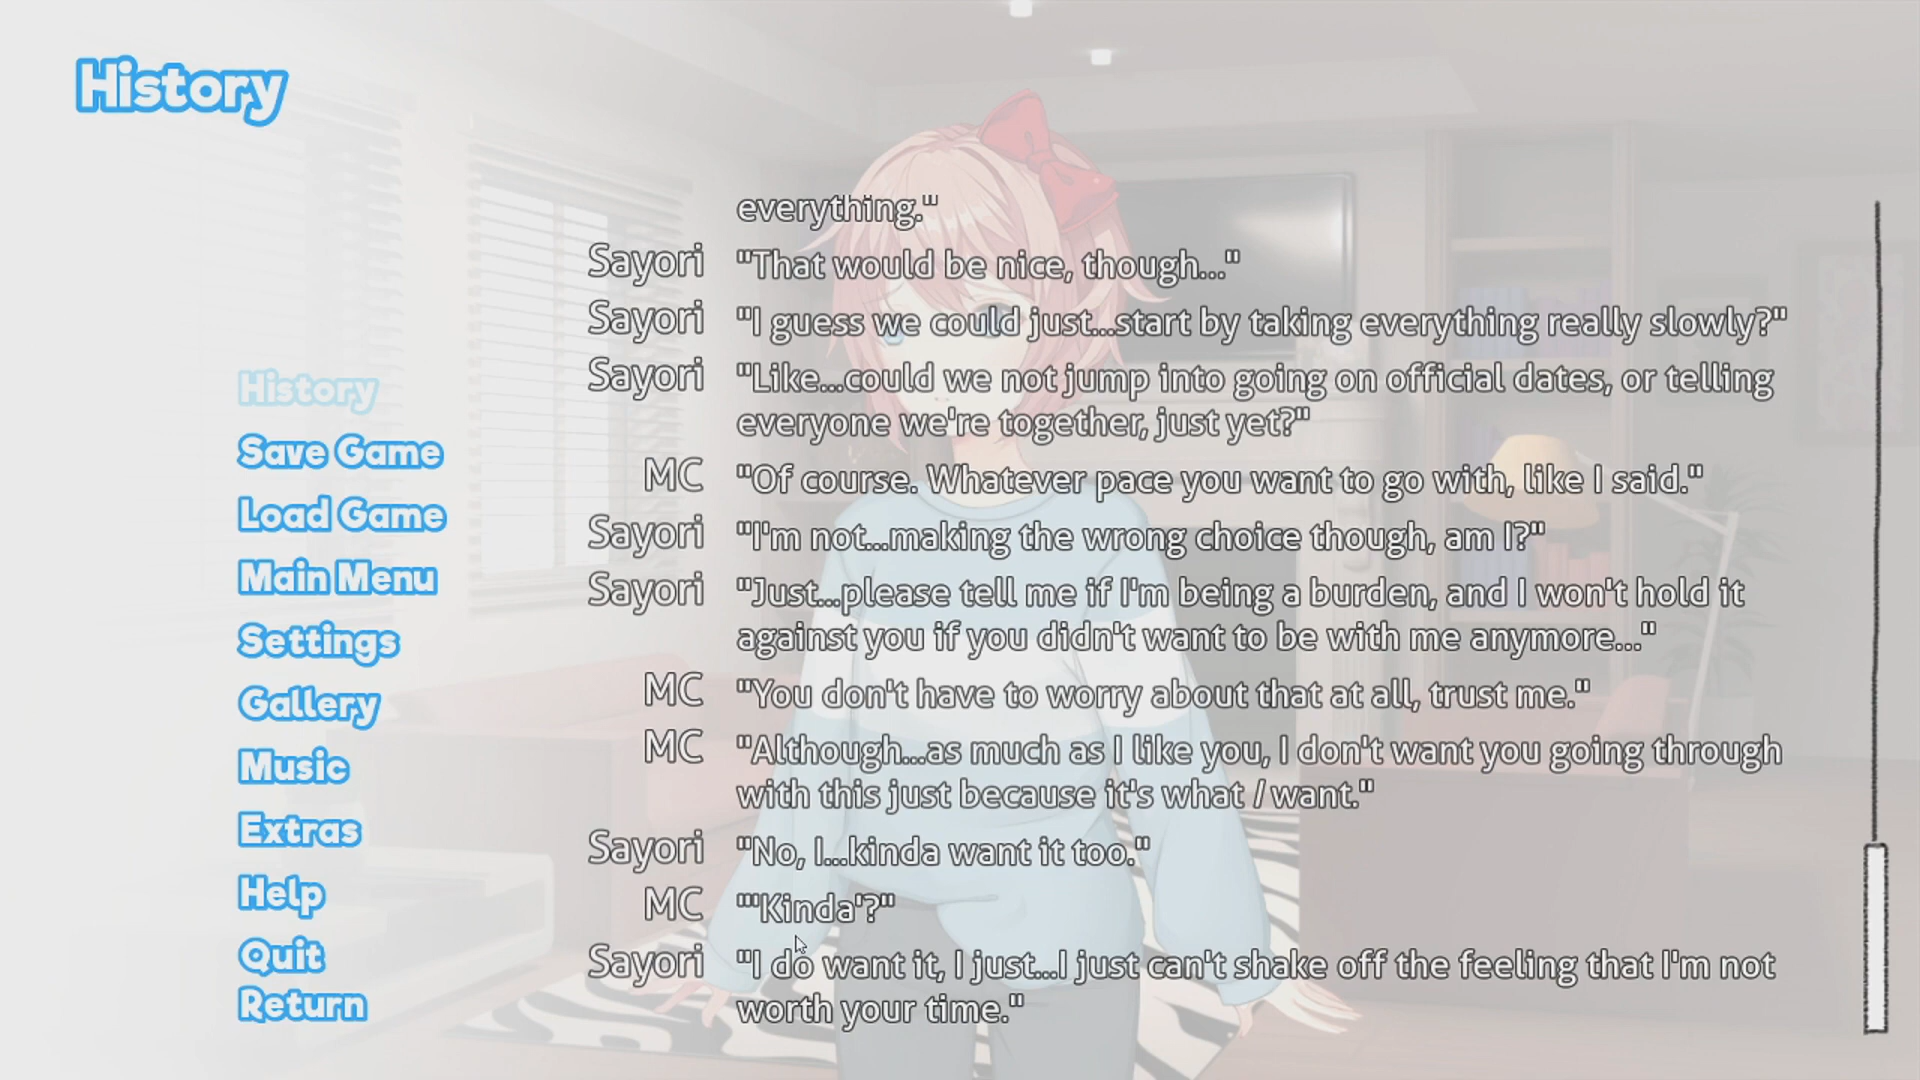 History
everything."
Sayori "That would be nice, though..."
Sayori "I guess we could just...start by taking everything really slowly?"
Sayori "Like...could we not jump into going on official dates, or telling
everyone we're together, just yet?"
MC "Of course. Whatever pace you want to go with, like I said."
Sayori "I'm not...making the wrong choice though, am I?"
Sayori "Just...please tell me if I'm being a burden, and I won't hold it
against you if you didn't want to be with me anymore..."
MC "You don't have to worry about that at all, trust me."
MC "Although...as much as I like you, I don't want you going through
with this just because it's what I want."
Sayori "No, I...kinda want it too."
MC "'Kinda'?"
Sayori "I do want it, I just...I just can't shake off the feeling that I'm not
worth your time."
History
Save Game
Load Game
Main Menu
Settings
Gallery
Music
Extras
Help
Quit
Return